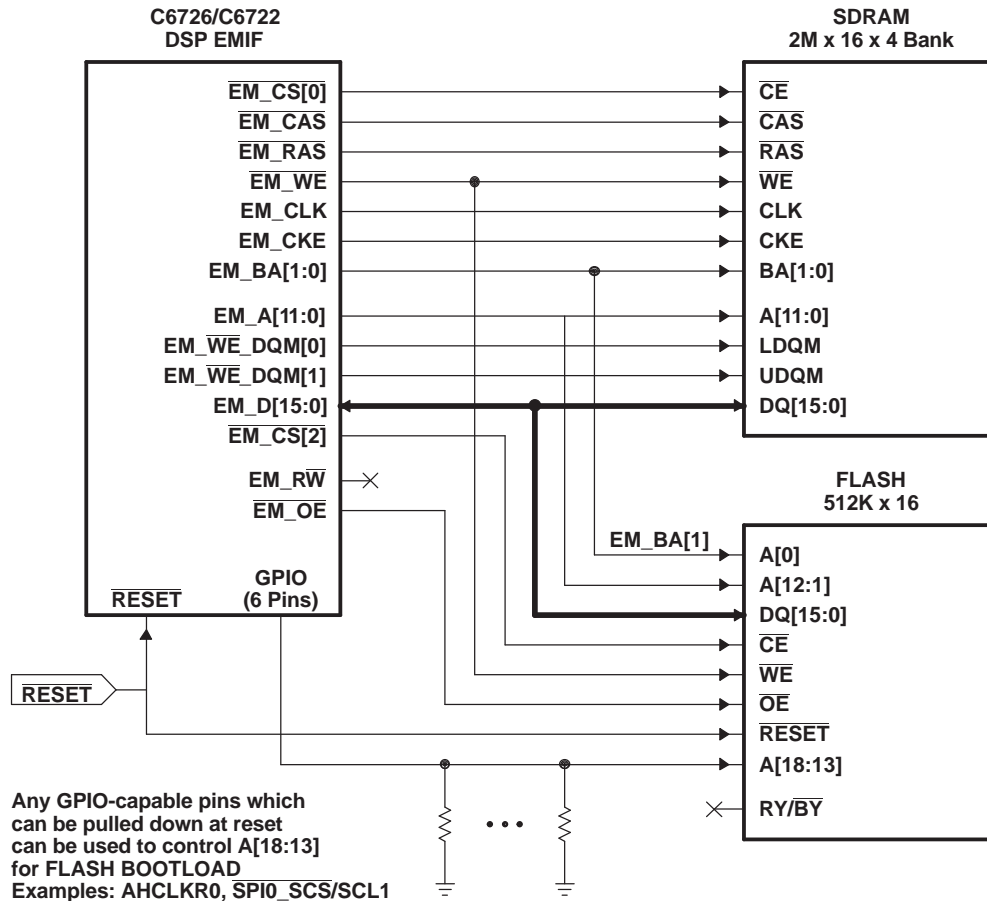 C6726/C6722
DSP EMIF
SDRAM
2M x 16 x 4 Bank
EM_CS[0]
CE
EM_CAS
CAS
EM_RAS
RAS
EM_WE
WE
EM_CLK
CLK
EM_CKE
CKE
EM_BA[1:0]
BA[1:0]
EM_A[11:0]
A[11:0]
EM_WE_DQM[0]
LDQM
EM_WE_DQM[1]
UDQM
EM_D[15:0]
DQ[15:0]
EM_CS[2]
EM_RW
EM_OE
FLASH
512K x 16
EM_BA[1]
A[0]
A[12:1]
DQ[15:0]
CE
WE
OE
RESET
A[18:13]
RY/BY
GPIO
(6 Pins)
RESET
RESET
Any GPIO-capable pins which
can be pulled down at reset
can be used to control A[18:13]
for FLASH BOOTLOAD
Examples: AHCLKR0, SPI0_SCS/SCL1